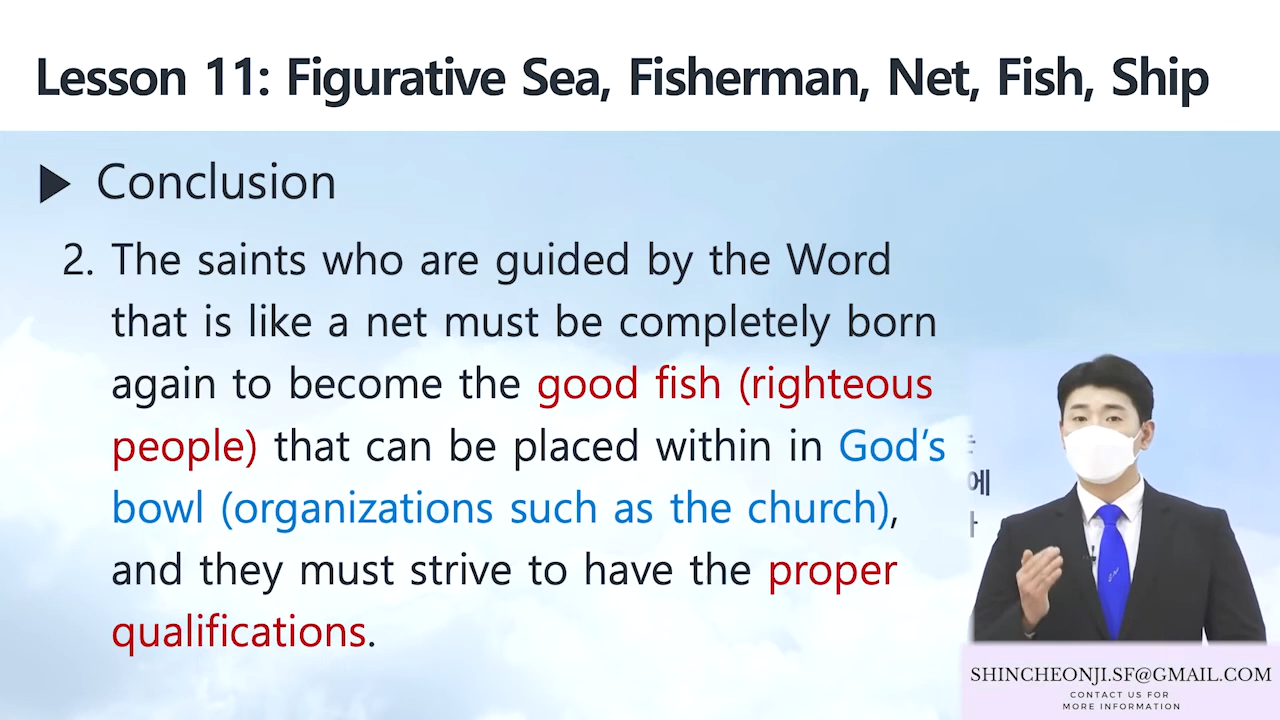 Lesson 11: Figurative Sea, Fisherman, Net, Fish, Ship
▶ Conclusion
2. The saints who are guided by the Word
that is like a net must be completely born
again to become the good fish (righteous
people) that can be placed within in God’s
bowl (organizations such as the church),
and they must strive to have the proper
qualifications.
에
SHINCHEONJI.SF@GMAIL.COM
CONTACT US FOR
MORE INFORMATION